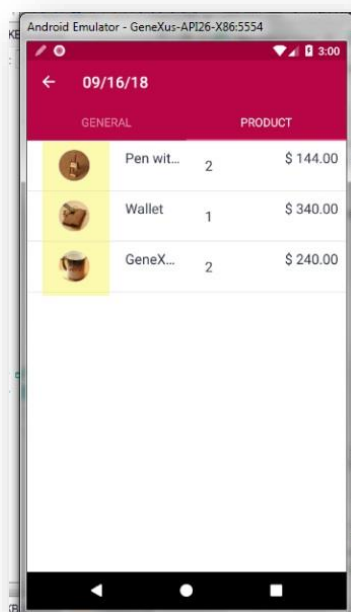 Android Emulator - GeneXus-API26-X86:5554
3:00
09/16/18
GENERAL PRODUCT
Pen wit... 2 $ 144.00
Wallet 1 $ 340.00
GeneX... 2 $ 240.00